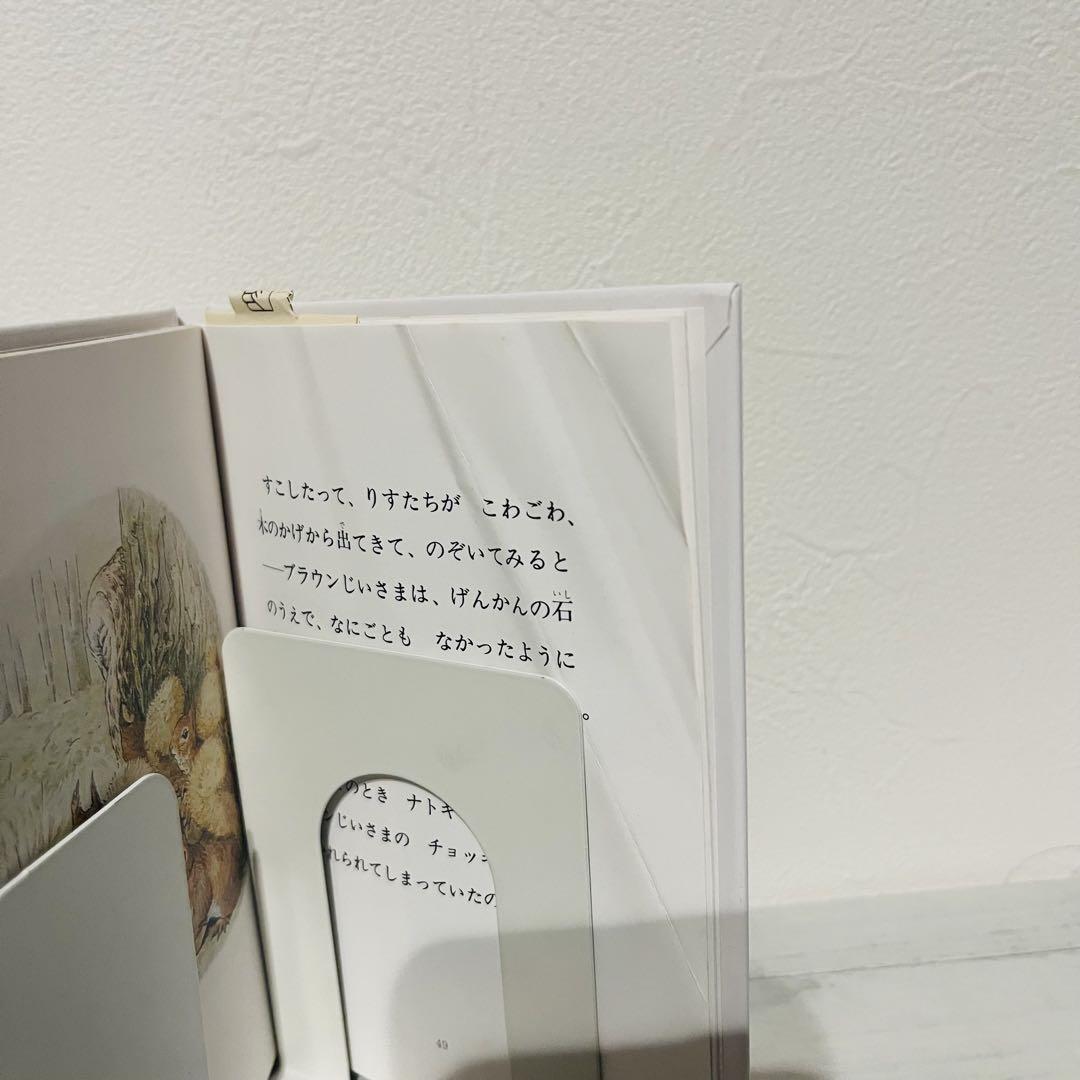 すこしたって、りすたちが　こわごわ、
木のかげから出てきて、のぞいてみると
—ブラウンじいさまは、げんかんの石
のうえで、なにごとも　なかったように
。
のとき　ナトキ
じいさまの　チョッ
れられてしまっていたの
49